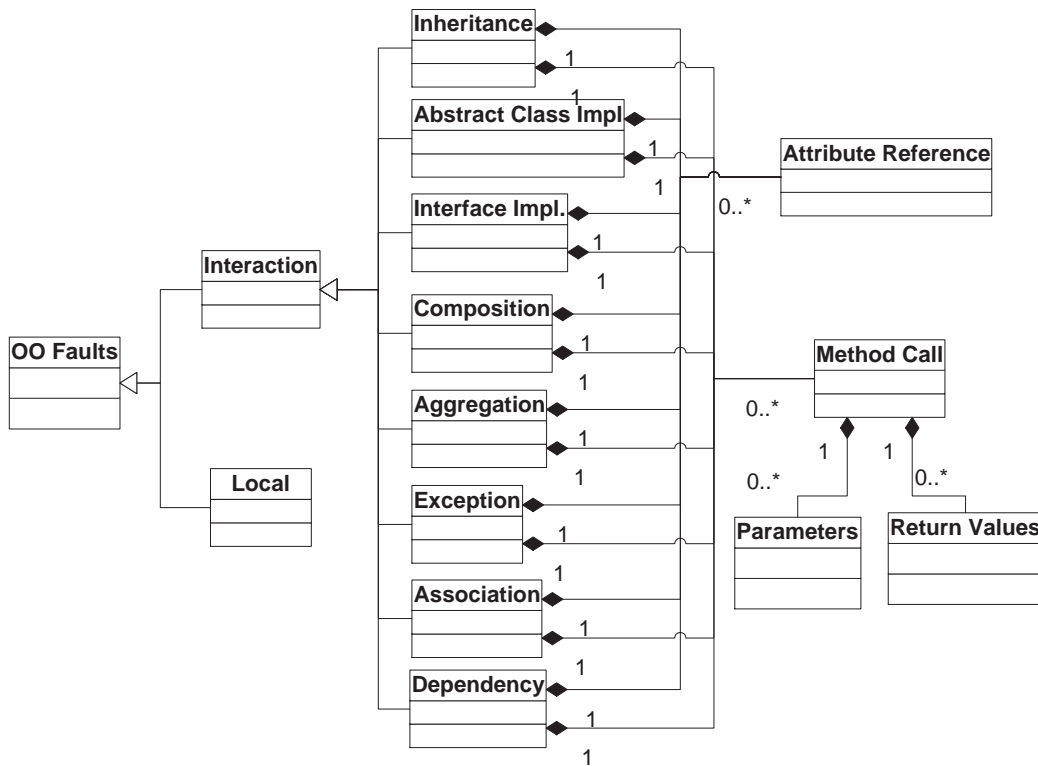 Inheritance
1
1
Abstract Class Impl
1
Attribute Reference
1
0..*
Interface Impl.
1
Interaction
1
Composition
OO Faults
1
Method Call
1
Aggregation
0..*
1
1
1
1
Local
0..*
0..*
Exception
Parameters
Return Values
1
1
Association
1
1
Dependency
1
1